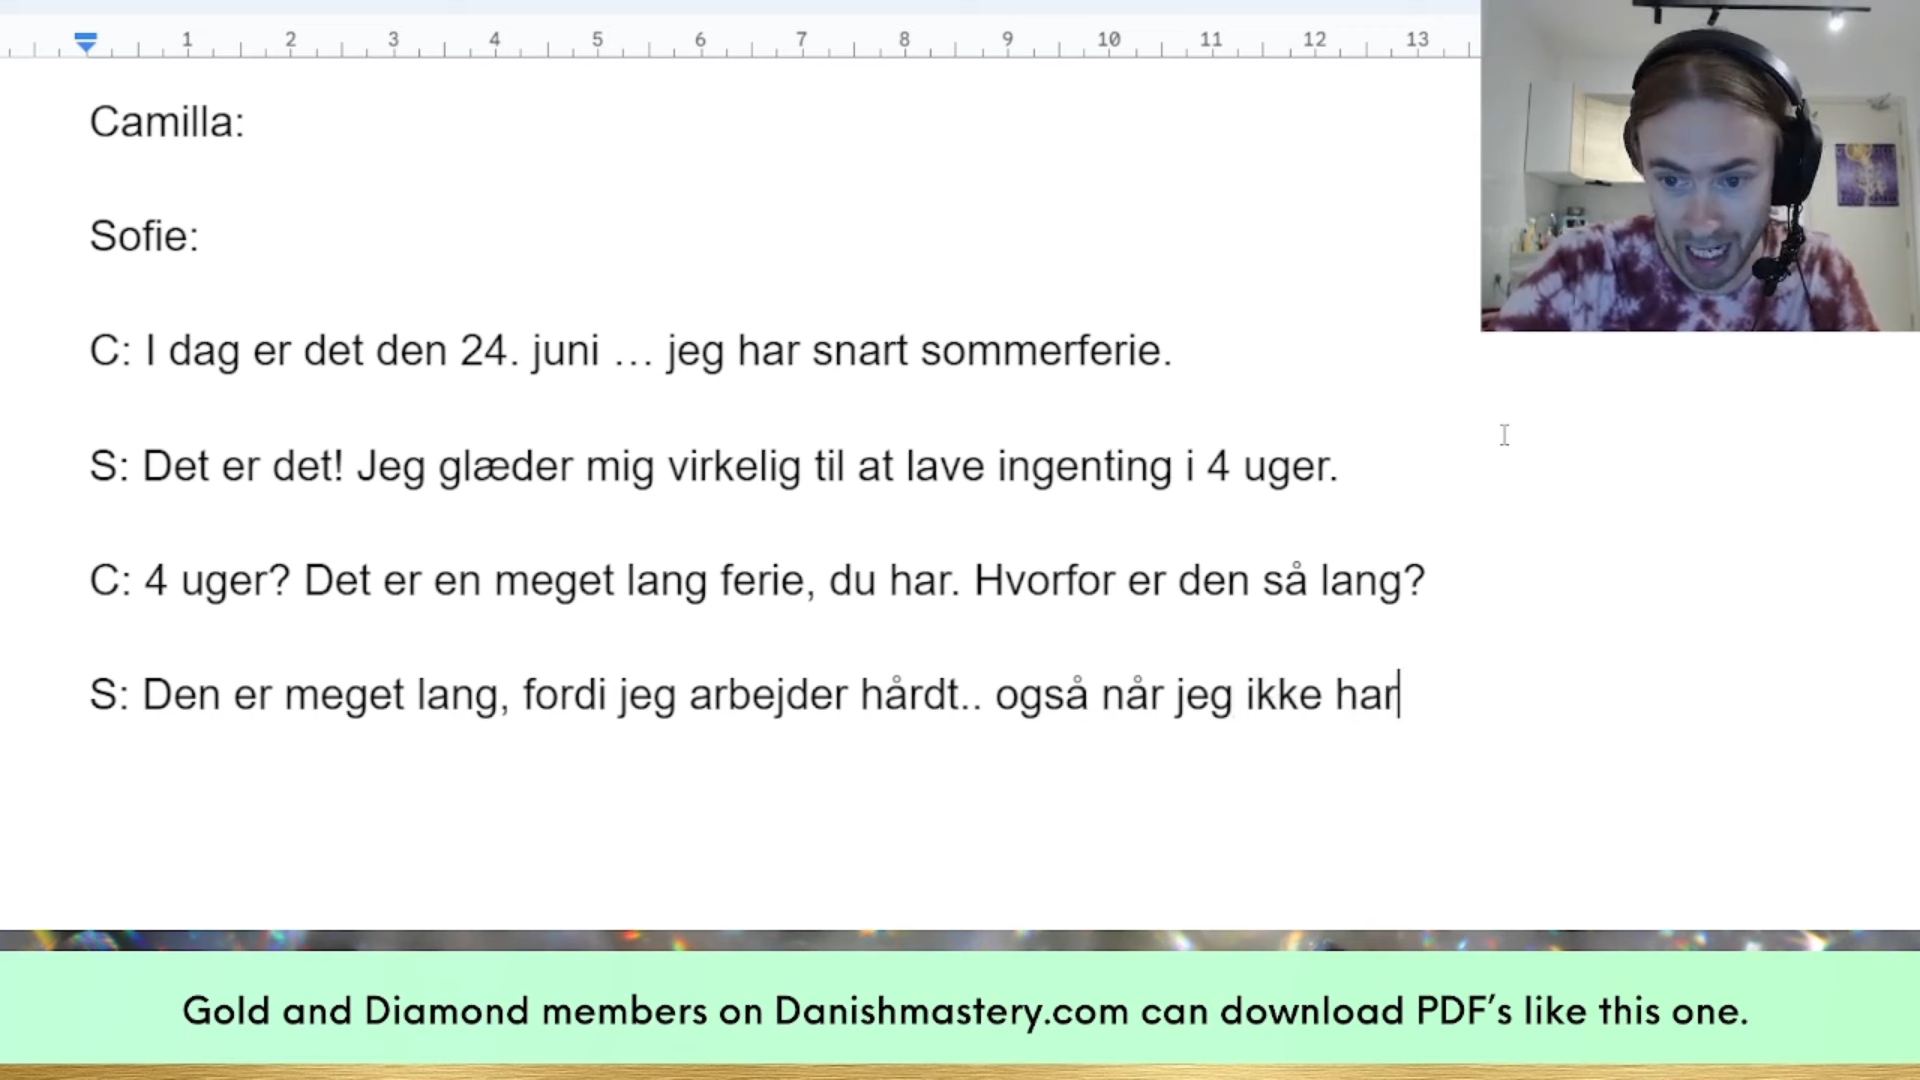 1 2 3 4 5 6 7 8 9 10 11 12 13
Camilla:
Sofie:
C: I dag er det den 24. juni … jeg har snart sommerferie.
S: Det er det! Jeg glæder mig virkelig til at lave ingenting i 4 uger.
C: 4 uger? Det er en meget lang ferie, du har. Hvorfor er den så lang?
S: Den er meget lang, fordi jeg arbejder hårdt.. også når jeg ikke har
Gold and Diamond members on Danishmastery.com can download PDF’s like this one.